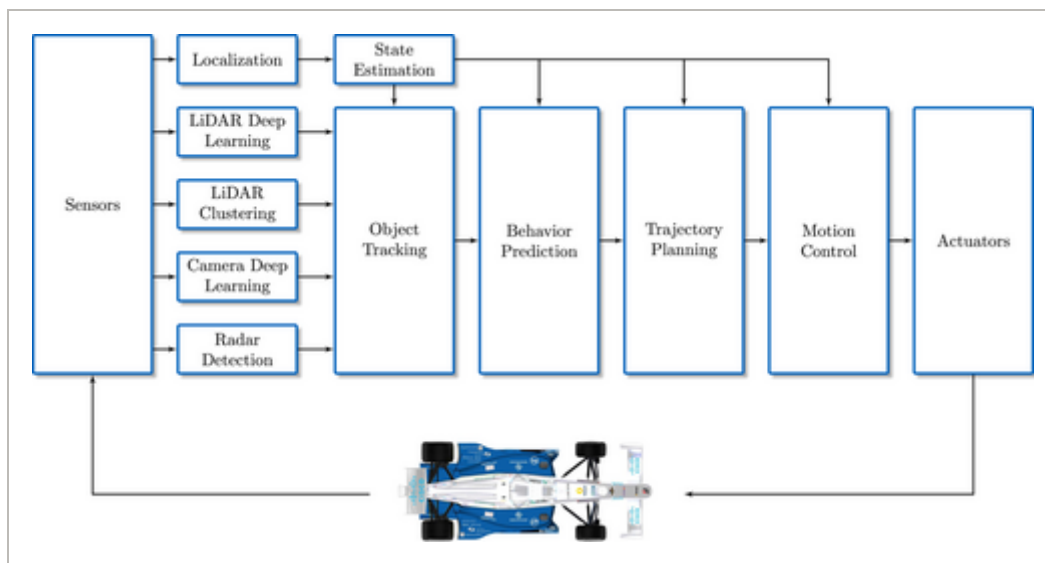 Sensors
Localization
State
Estimation
LiDAR Deep
Learning
LiDAR
Clustering
Camera Deep
Learning
Radar
Detection
Object
Tracking
Behavior
Prediction
Trajectory
Planning
Motion
Control
Actuators